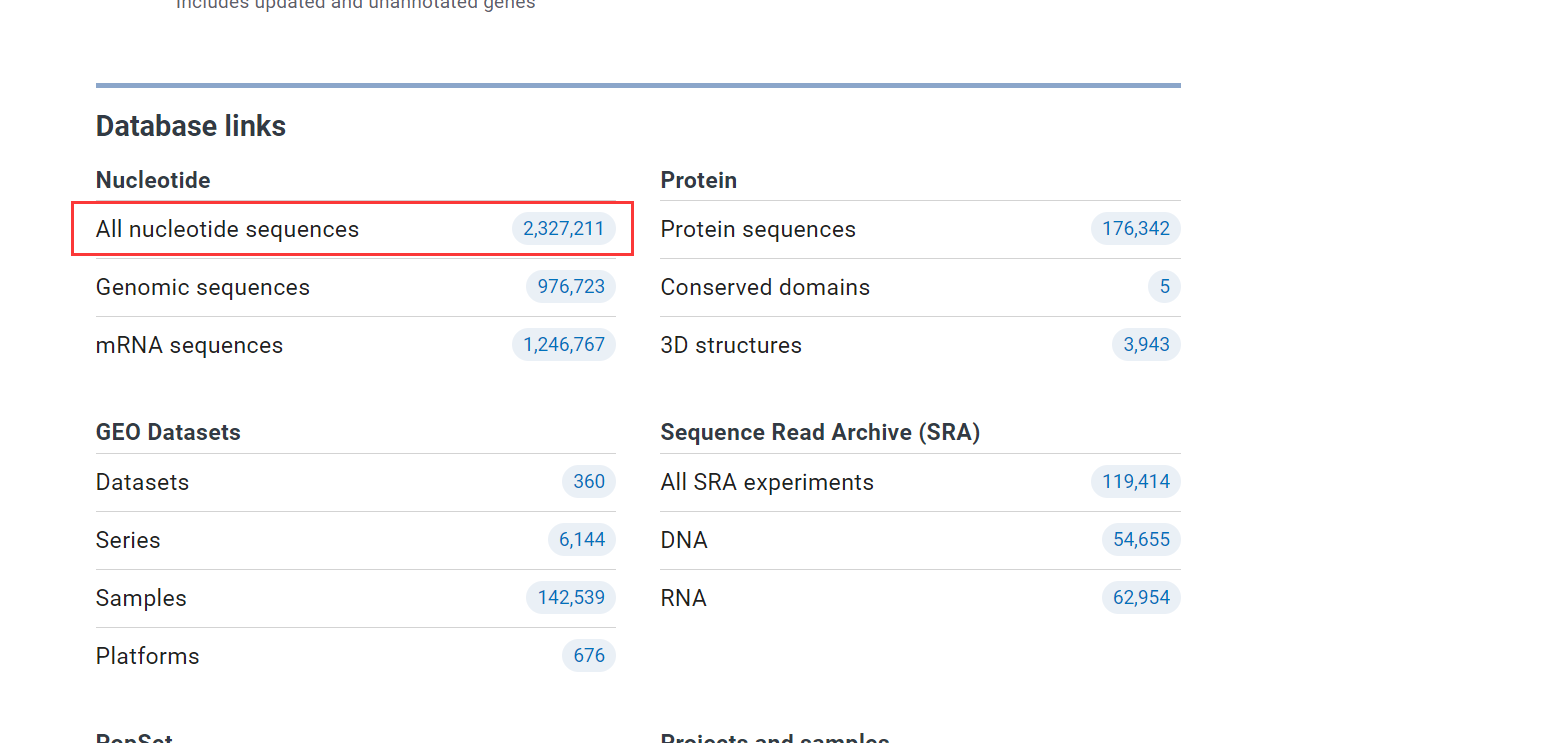 Includes updated and unannotated genes
Database links
Nucleotide
All nucleotide sequences 2,327,211
Genomic sequences 976,723
mRNA sequences 1,246,767
Protein
Protein sequences 176,342
Conserved domains 5
3D structures 3,943
GEO Datasets
Datasets 360
Series 6,144
Samples 142,539
Platforms 676
Sequence Read Archive (SRA)
All SRA experiments 119,414
DNA 54,655
RNA 62,954
PopSet
Projects and samples